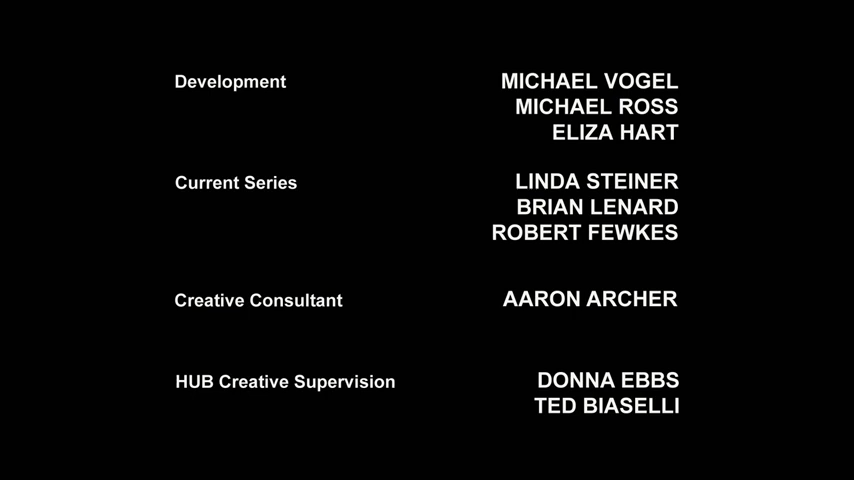 Development MICHAEL VOGEL
MICHAEL ROSS
ELIZA HART
Current Series LINDA STEINER
BRIAN LENARD
ROBERT FEWKES
Creative Consultant AARON ARCHER
HUB Creative Supervision DONNA EBBS
TED BIASELLI